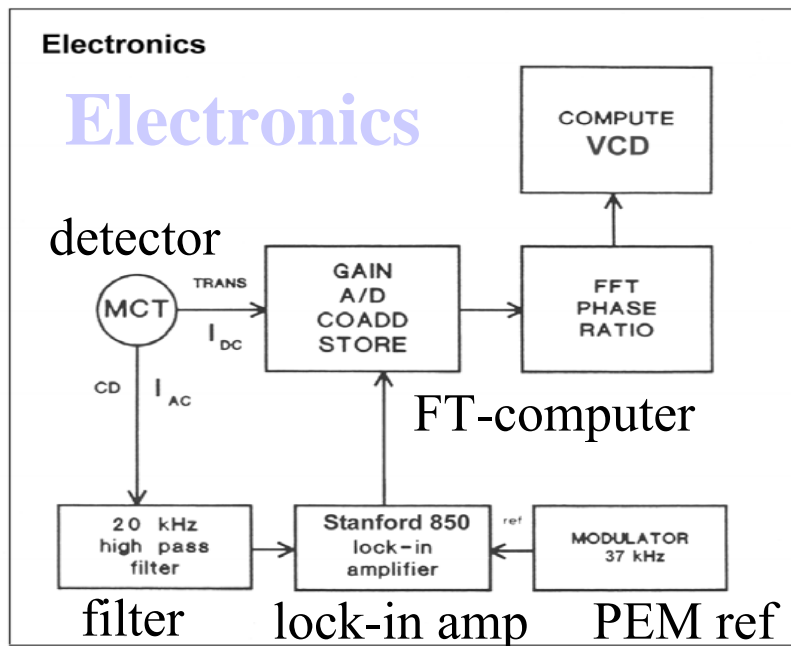 Electronics
Electronics
COMPUTE
VCD
detector
MCT
TRANS
I DC
GAIN
A/D
COADD
STORE
FFT
PHASE
RATIO
CD
I AC
FT-computer
20 kHz
high pass
filter
Stanford 850
lock-in
amplifier
ref
MODULATOR
37 kHz
filter
lock-in amp
PEM ref